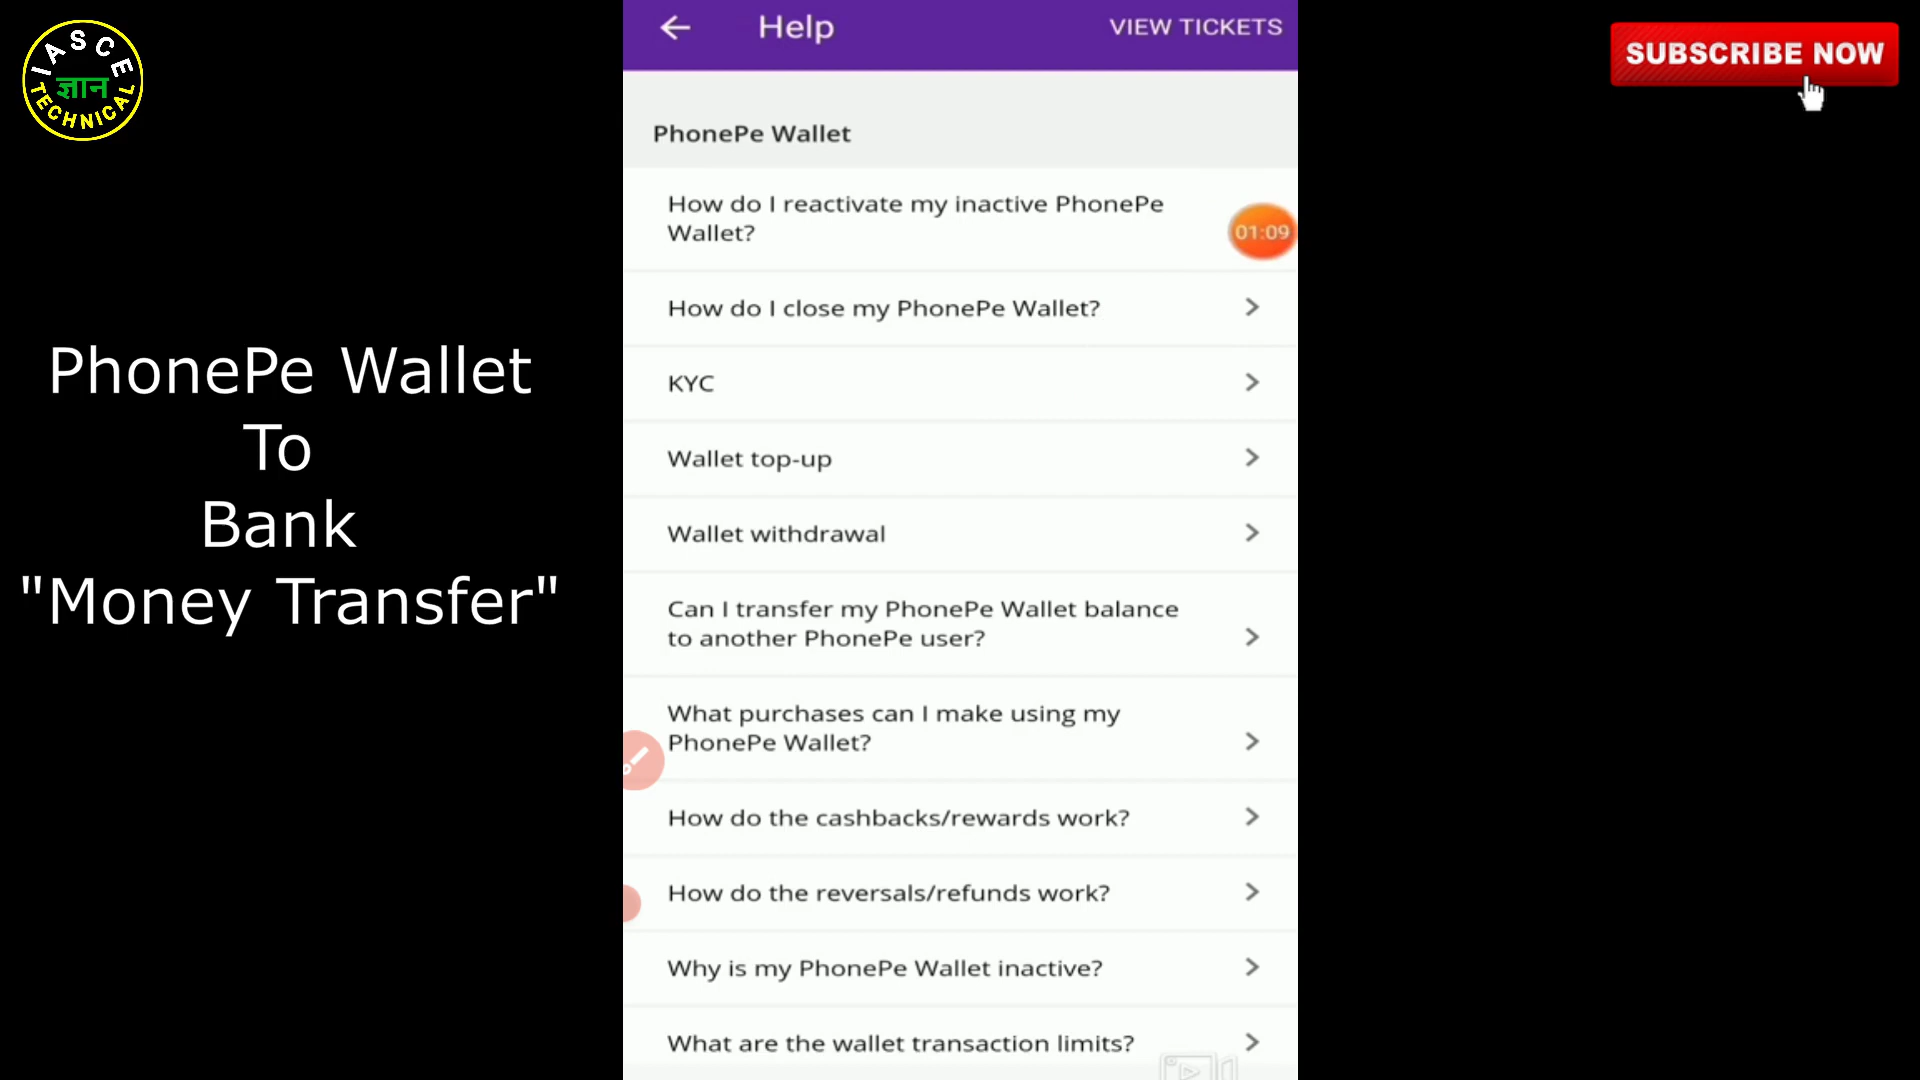 IASCE
ज्ञान
TECHNICAL
PhonePe Wallet
To
Bank
"Money Transfer"
Help
VIEW TICKETS
PhonePe Wallet
How do I reactivate my inactive PhonePe
Wallet?
01:09
How do I close my PhonePe Wallet?
KYC
Wallet top-up
Wallet withdrawal
Can I transfer my PhonePe Wallet balance
to another PhonePe user?
What purchases can I make using my
PhonePe Wallet?
How do the cashbacks/rewards work?
How do the reversals/refunds work?
Why is my PhonePe Wallet inactive?
What are the wallet transaction limits?
SUBSCRIBE NOW